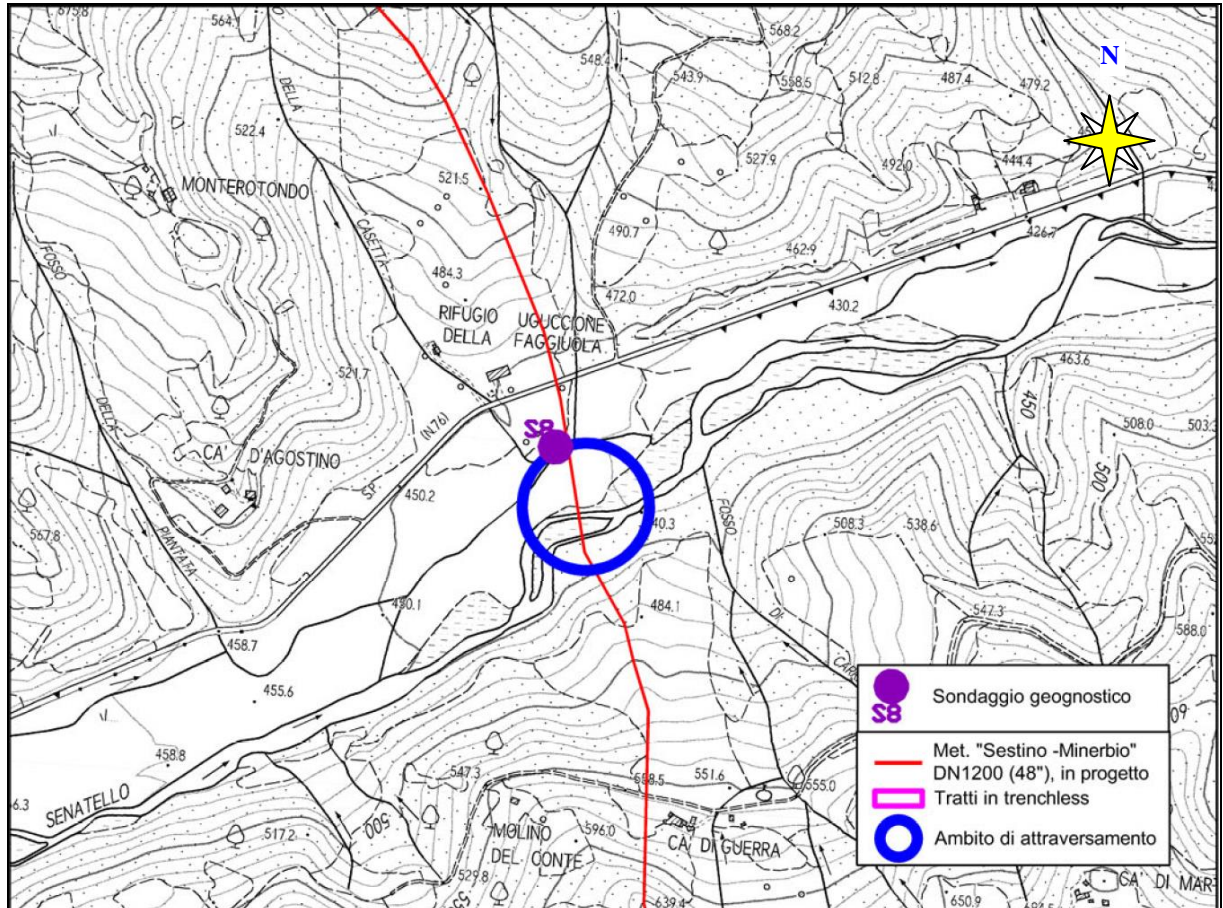 675.8
564.1
568.2
548.4
543.9
558.5
512.8
487.4
479.2
N
DELLA
522.4
527.9
492.0
444.4
MONTEROTONDO
521.5
CASETTA
490.7
462.9
426.7
FOSSO
484.3
472.0
430.2
RIFUGIO UGUCCIONE
DELLA FAGGIUOLA
521.7
463.6
DELLA
(N.76)
S8
450
508.0
503.3
CA' D'AGOSTINO
S.P.
450.2
500
567.8
PIANTATA
FOSSO
508.3
538.6
484.1
DI
547.3
588.0
458.7
455.6
458.8
SENATELLO
547.3
551.6
555.0
517.2
500
MOLINO
DEL CONTE
596.0
CA' DI GUERRA
529.8
639.4
650.9
CA' DI MAR
S8
Sondaggio geognostico
Met. "Sestino -Minerbio"
DN1200 (48"), in progetto
Tratti in trenchless
Ambito di attraversamento